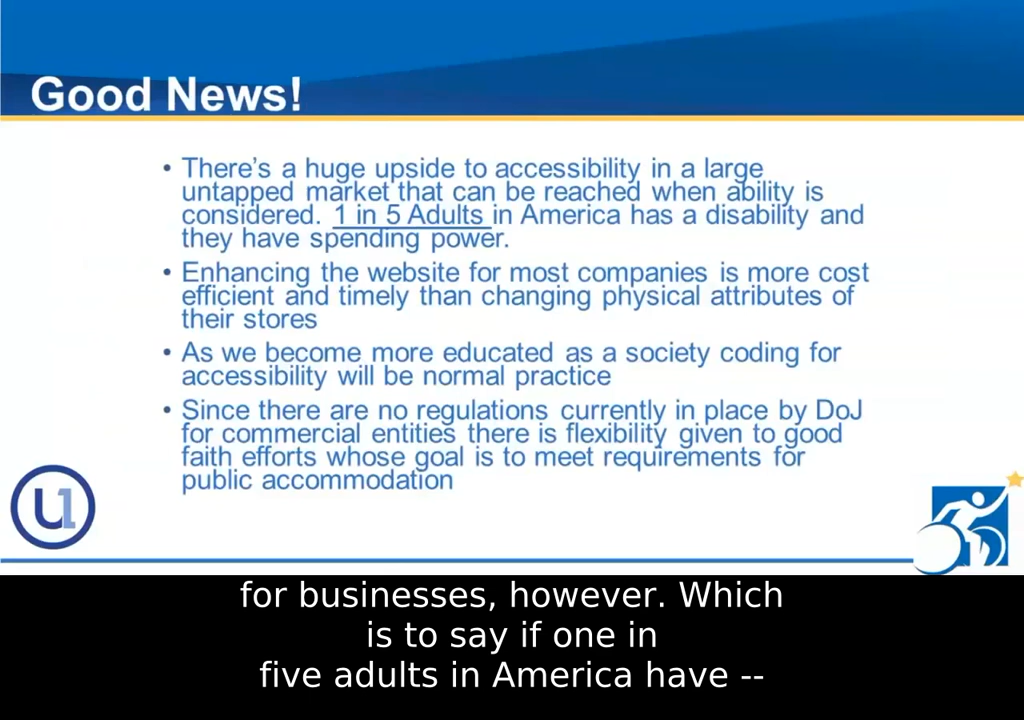 Good News!
• There's a huge upside to accessibility in a large
untapped market that can be reached when ability is
considered. 1 in 5 Adults in America has a disability and
they have spending power.
• Enhancing the website for most companies is more cost
efficient and timely than changing physical attributes of
their stores
• As we become more educated as a society coding for
accessibility will be normal practice
• Since there are no regulations currently in place by DoJ
for commercial entities there is flexibility given to good
faith efforts whose goal is to meet requirements for
public accommodation
U1
for businesses, however. Which
is to say if one in
five adults in America have --